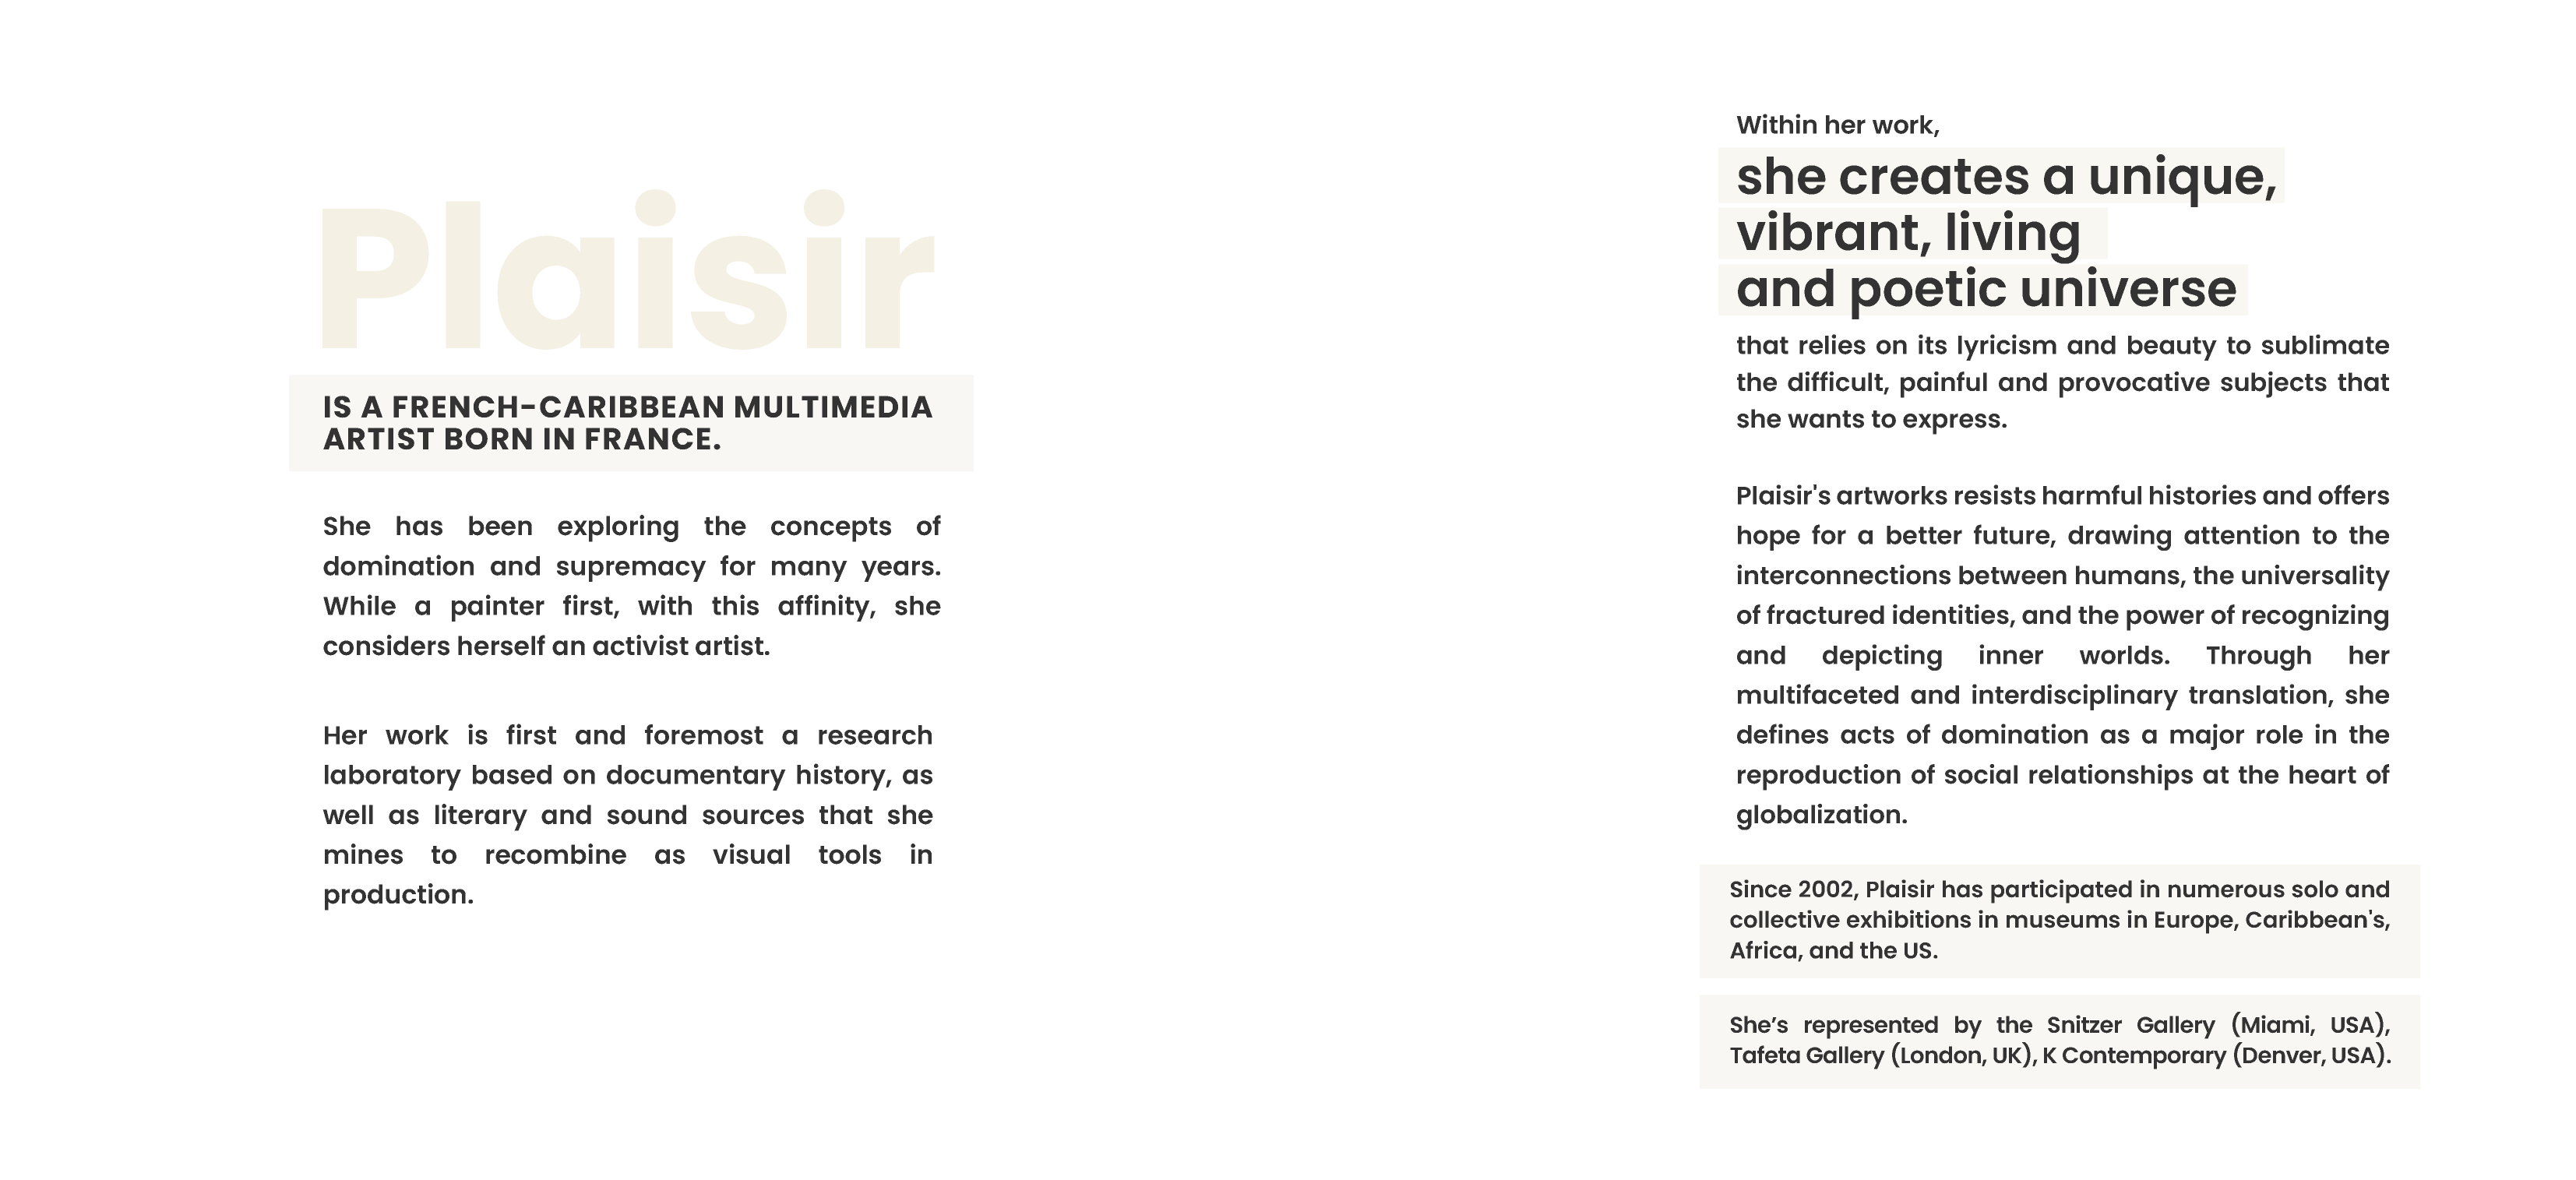 Plaisir
IS A FRENCH-CARIBBEAN MULTIMEDIA
ARTIST BORN IN FRANCE.
She has been exploring the concepts of
domination and supremacy for many years.
While a painter first, with this affinity, she
considers herself an activist artist.
Her work is first and foremost a research
laboratory based on documentary history, as
well as literary and sound sources that she
mines to recombine as visual tools in
production.
Within her work,
she creates a unique,
vibrant, living
and poetic universe
that relies on its lyricism and beauty to sublimate
the difficult, painful and provocative subjects that
she wants to express.
Plaisir's artworks resists harmful histories and offers
hope for a better future, drawing attention to the
interconnections between humans, the universality
of fractured identities, and the power of recognizing
and depicting inner worlds. Through her
multifaceted and interdisciplinary translation, she
defines acts of domination as a major role in the
reproduction of social relationships at the heart of
globalization.
Since 2002, Plaisir has participated in numerous solo and
collective exhibitions in museums in Europe, Caribbean's,
Africa, and the US.
She’s represented by the Snitzer Gallery (Miami, USA),
Tafeta Gallery (London, UK), K Contemporary (Denver, USA).